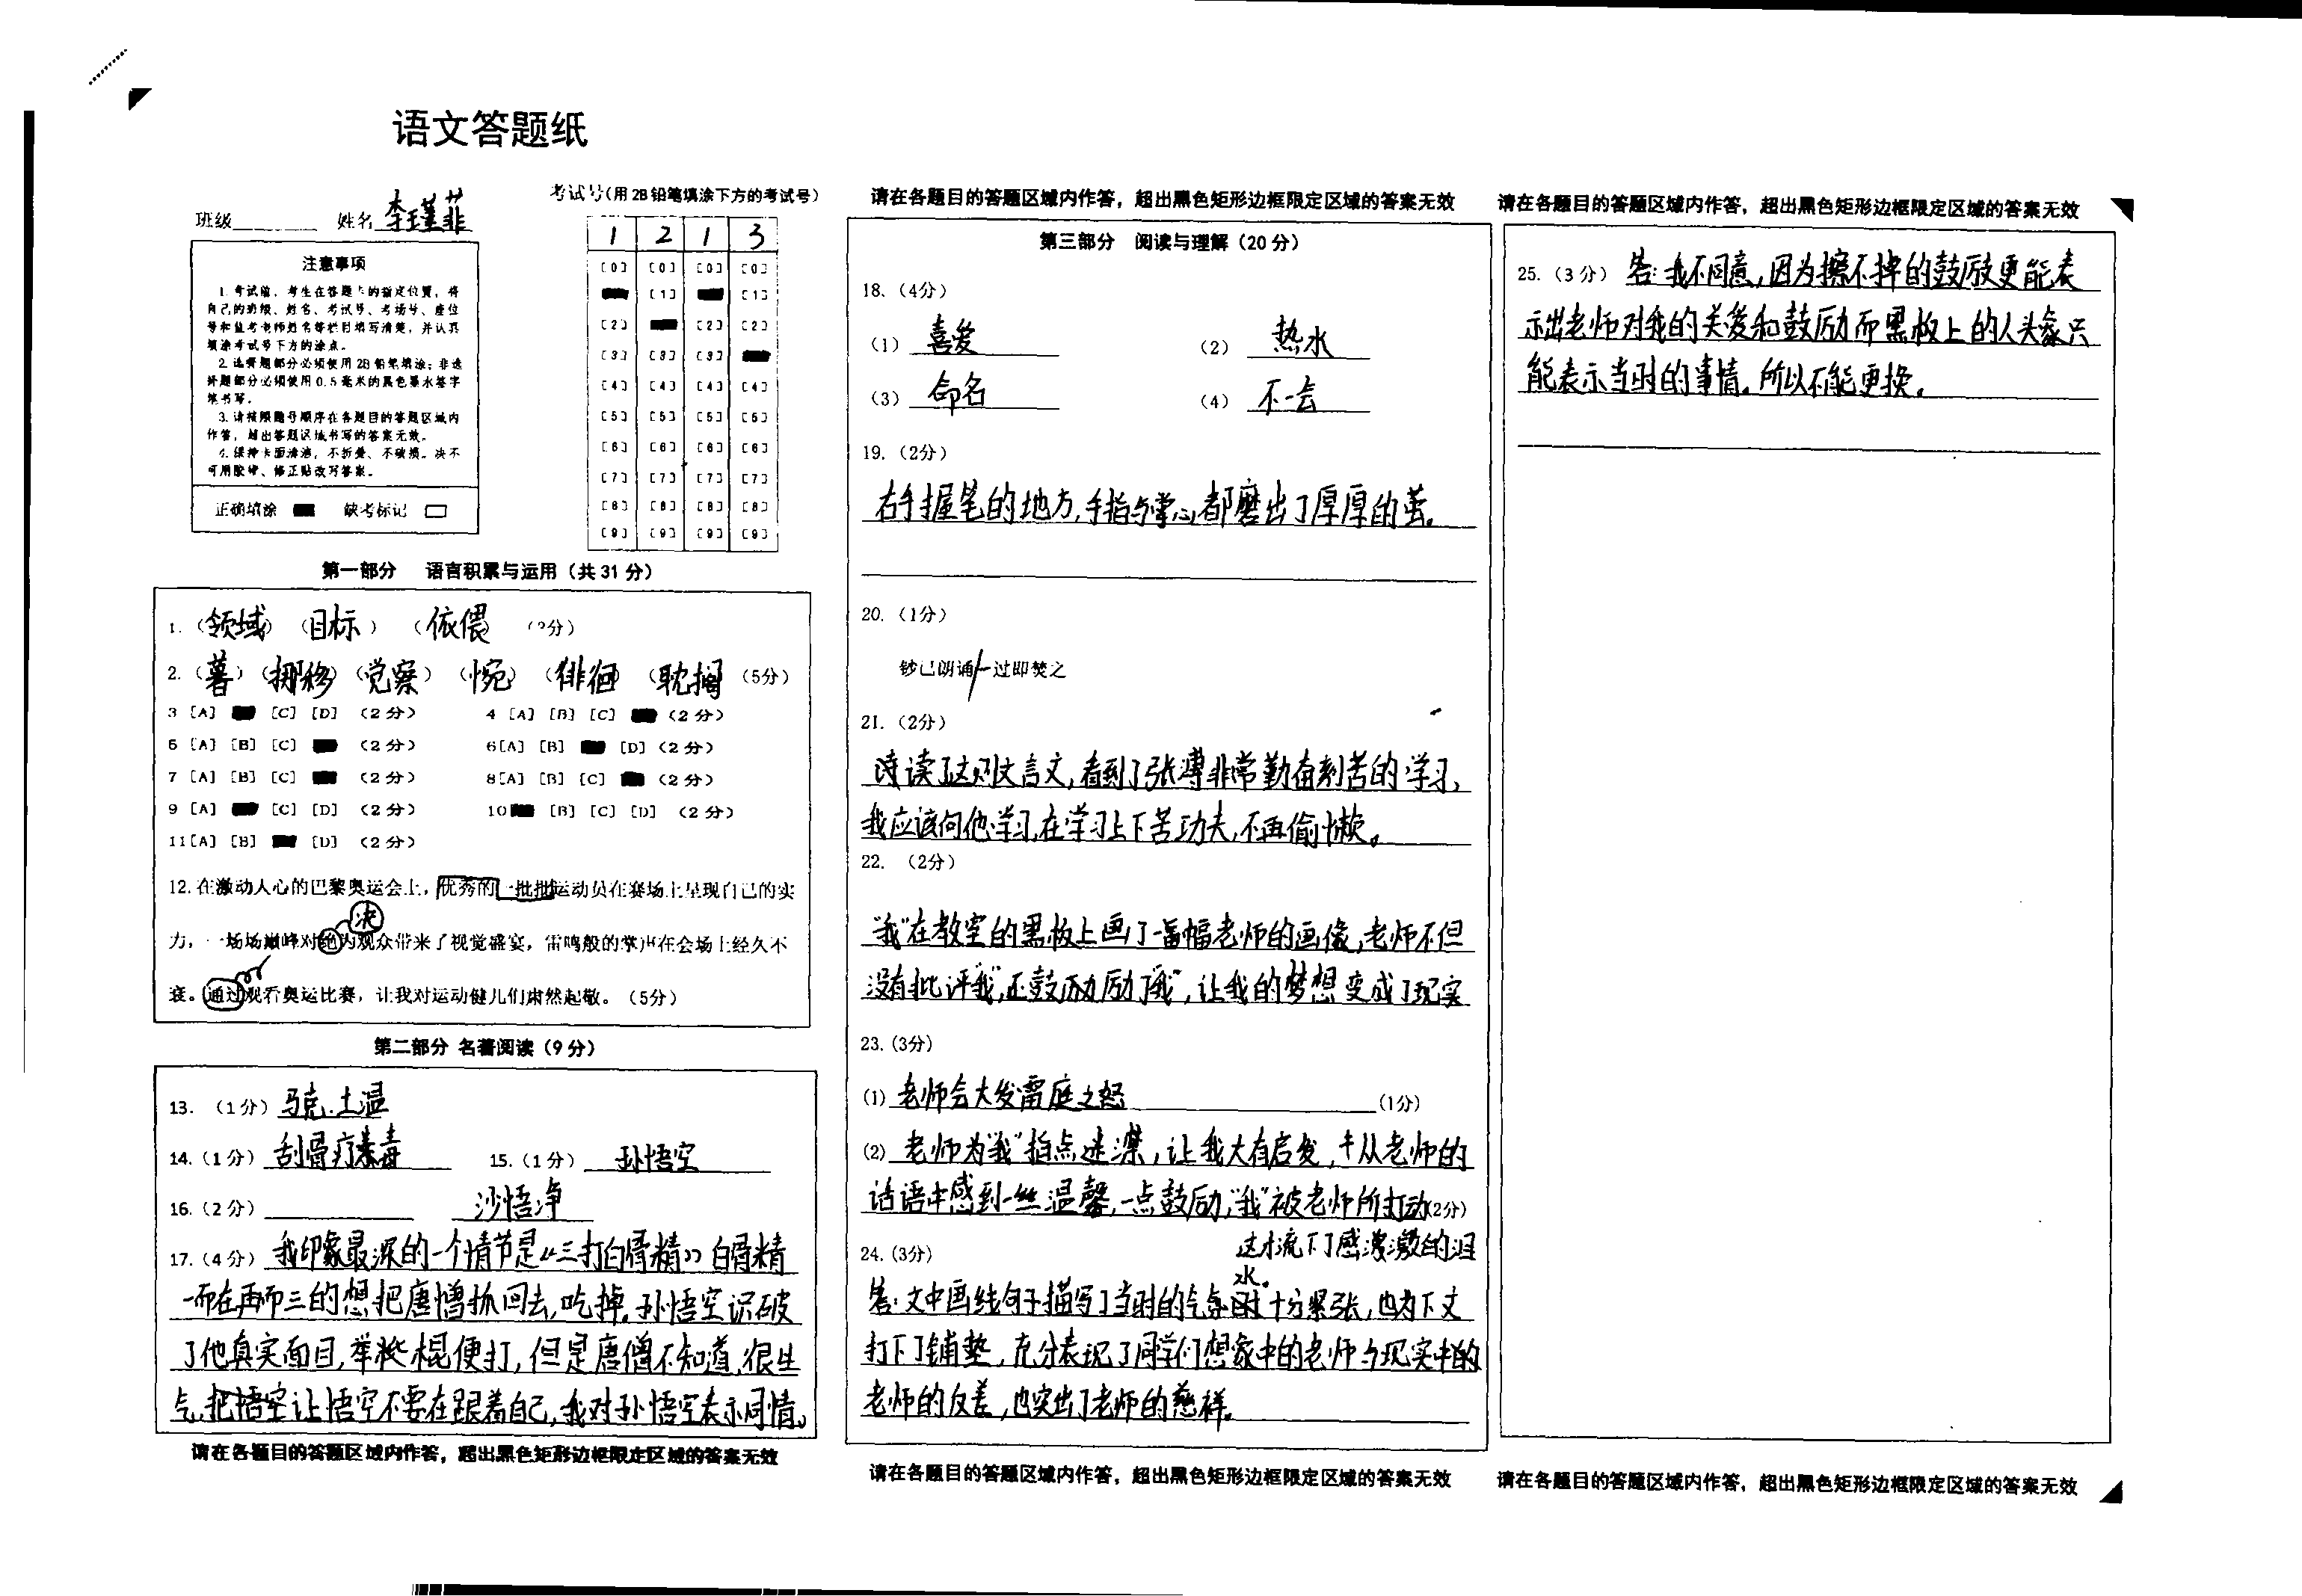 语文答题纸
班级 姓名 李瑾菲
考试号(用2B铅笔填涂下方的考试号)
1 2 1 3
[0] [0] [0] [0]
[1] [1]
[2] [2] [2]
[3] [3] [3]
[4] [4] [4] [4]
[5] [5] [5] [5]
[6] [6] [6] [6]
[7] [7] [7] [7]
[8] [8] [8] [8]
[9] [9] [9] [9]
注意事项
1.考试前,考生在答题卡的指定位置,将
自己的班级、姓名、考试号、考场号、座位
号和监考老师姓名等栏目填写清楚,并认真
填涂考试号下方的涂点。
2.选择题部分必须使用2B铅笔填涂;非选
择题部分必须使用0.5毫米的黑色墨水签字
笔书写。
3.请按照题号顺序在各题目的答题区域内
作答,超出答题区域书写的答案无效。
4.保持卡面清洁,不折叠、不破损。决不
可用胶带、修正贴改写答案。
正确填涂 缺考标记
第一部分 语言积累与运用(共31分)
1.(领域)(目标)(依偎)
2.(暮)(挪移)(觉察)(惋)(徘徊)(耽搁)(5分)
3 [A] [C] [D] (2分) 4 [A] [B] [C] (2分)
5 [A] [B] [C] (2分) 6[A] [B] [D] (2分)
7 [A] [B] [C] (2分) 8[A] [B] [C] (2分)
9 [A] [C] [D] (2分) 10 [B] [C] [D] (2分)
11[A] [B] [D] (2分)
12.在激动人心的巴黎奥运会上,优秀的一批批运动员在赛场上呈现自己的实
决
力,一场场巅峰对绝为观众带来了视觉盛宴,雷鸣般的掌声在会场上经久不
衰。通过观看奥运比赛,让我对运动健儿们肃然起敬。(5分)
第二部分 名著阅读(9分)
13.(1分)马克.土温
14.(1分)刮骨疗毒 15.(1分)孙悟空
16.(2分) 沙悟净
17.(4分)我印象最深的一个情节是《三打白骨精》白骨精
一而在再而三的想把唐僧抓回去,吃掉。孙悟空识破
了他真实面目,举棍便打,但是唐僧不知道,很生
气,把悟空让悟空不要在跟着自己,我对孙悟空表示同情。
请在各题目的答题区域内作答,超出黑色矩形边框限定区域的答案无效
请在各题目的答题区域内作答,超出黑色矩形边框限定区域的答案无效
第三部分 阅读与理解(20分)
18.(4分)
(1)喜爱 (2)热水
(3)命名 (4)不一会
19.(2分)
右手握笔的地方,手指与掌心都磨出了厚厚的茧。
20.(1分)
钞已朗诵/一过即焚之
21.(2分)
读了这则文言文,看到了张溥非常勤奋刻苦的学习,
我应该向他学习,在学习上下苦功夫,不再偷懒。
22.(2分)
“我”在教室的黑板上画了一幅老师的画像,老师不但
没有批评“我”,还鼓励了“我”,让我的梦想变成了现实
23.(3分)
(1)老师会大发雷庭之怒(1分)
(2)老师为“我”指点迷津,让我大有启发,从老师的
话语中感到一丝温馨,一点鼓励,“我”被老师所打动(2分)
这才流下了感激的泪
水。
24.(3分)
答:文中画线句子描写了当时的气氛十分紧张,也为下文
打下了铺垫,充分表现了同学们想象中的老师与现实中的
老师的反差,也突出了老师的慈祥。
请在各题目的答题区域内作答,超出黑色矩形边框限定区域的答案无效
请在各题目的答题区域内作答,超出黑色矩形边框限定区域的答案无效
25.(3分)答:我不同意,因为擦不掉的鼓励更能表
示出老师对我的关爱和鼓励而黑板上的人头象只
能表示当时的事情。所以不能更换。
请在各题目的答题区域内作答,超出黑色矩形边框限定区域的答案无效